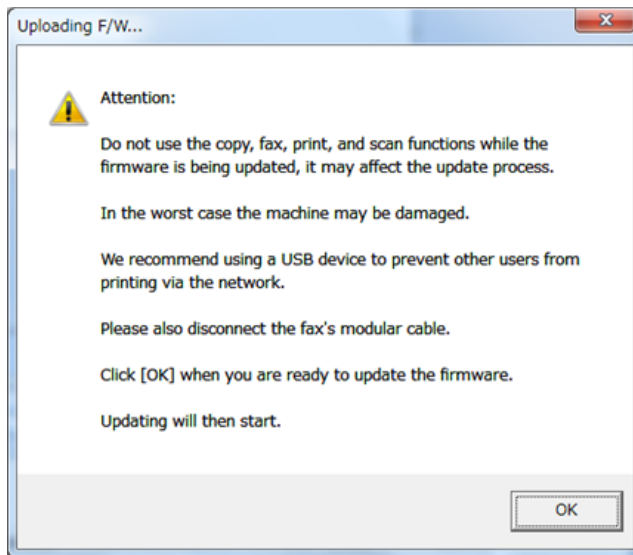 Uploading F/W...
Attention:
Do not use the copy, fax, print, and scan functions while the
firmware is being updated, it may affect the update process.
In the worst case the machine may be damaged.
We recommend using a USB device to prevent other users from
printing via the network.
Please also disconnect the fax's modular cable.
Click [OK] when you are ready to update the firmware.
Updating will then start.
OK